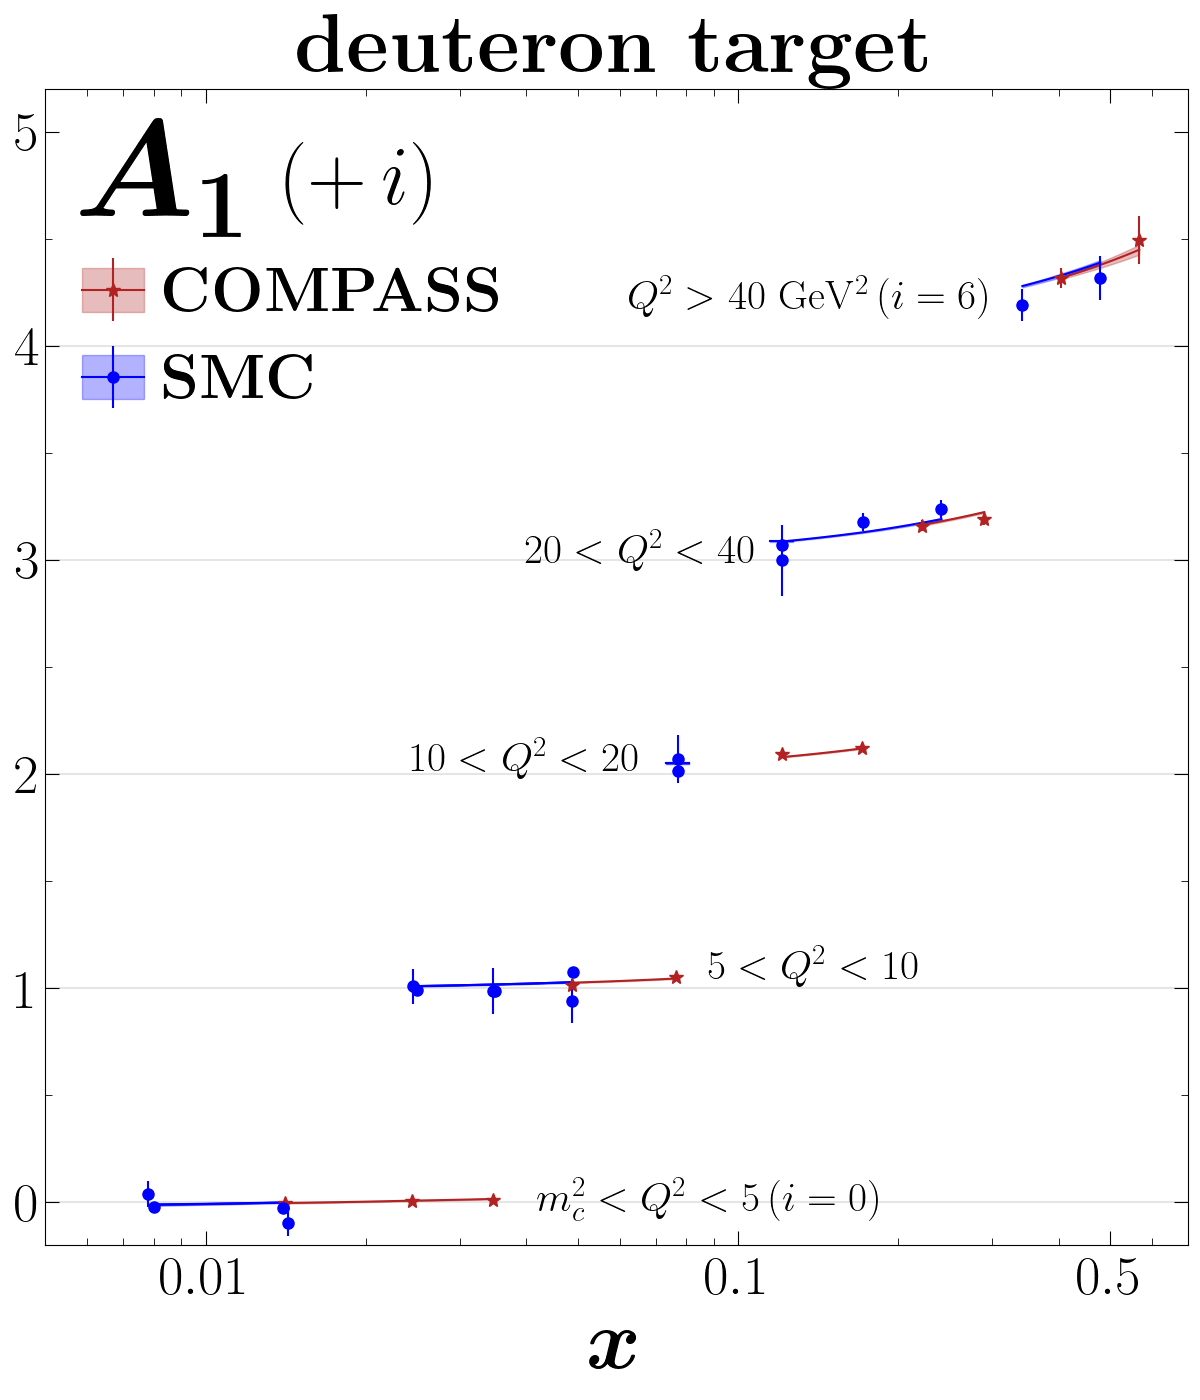 deuteron target
5
A₁ (+ i)
COMPASS
Q² > 40 GeV² (i = 6)
4
SMC
20 < Q² < 40
3
10 < Q² < 20
2
5 < Q² < 10
1
m_c² < Q² < 5 (i = 0)
0
0.01 0.1 0.5
x